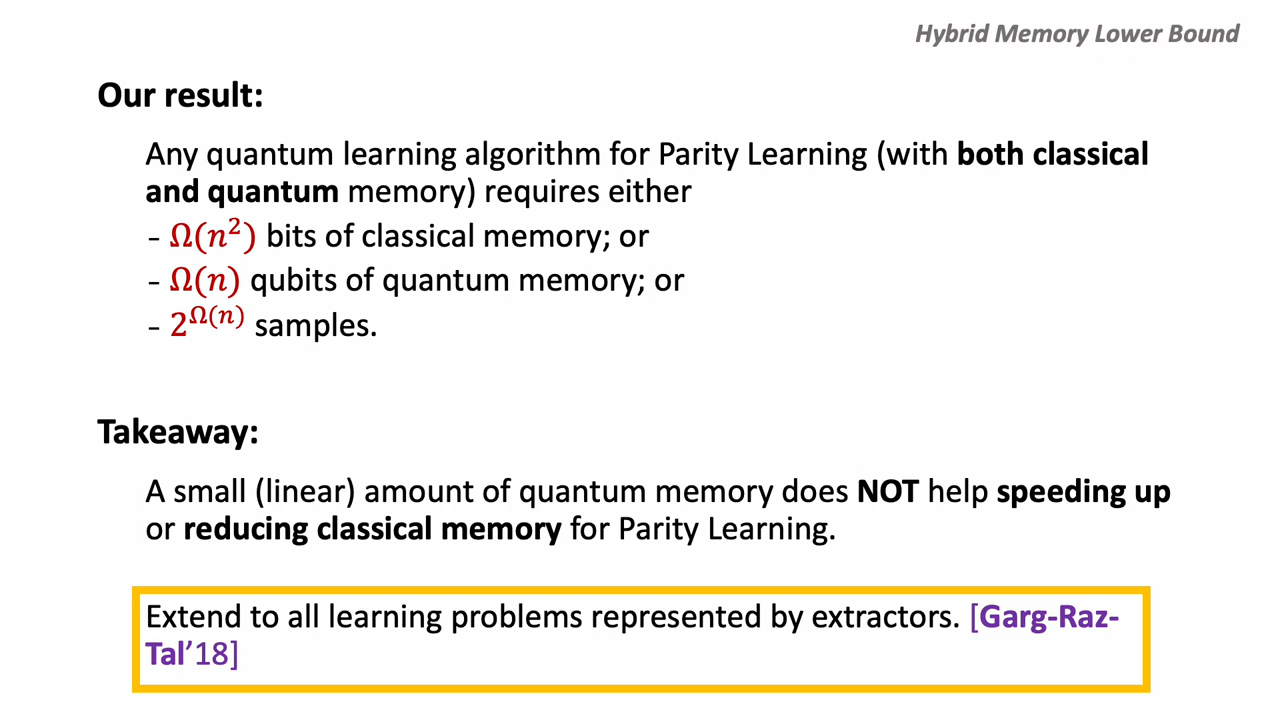 Hybrid Memory Lower Bound
Our result:
Any quantum learning algorithm for Parity Learning (with both classical
and quantum memory) requires either
- Ω(n²) bits of classical memory; or
- Ω(n) qubits of quantum memory; or
- 2^Ω(n) samples.
Takeaway:
A small (linear) amount of quantum memory does NOT help speeding up
or reducing classical memory for Parity Learning.
Extend to all learning problems represented by extractors. [Garg-Raz-
Tal’18]